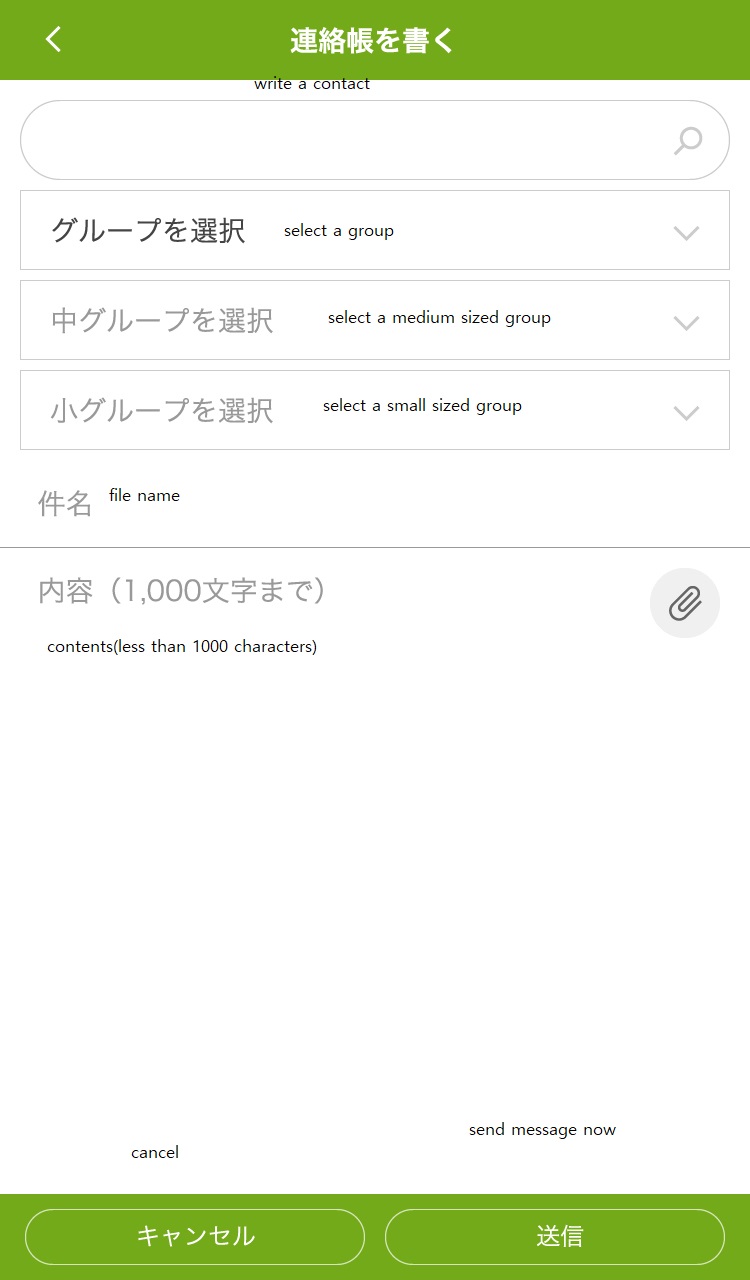 連絡帳を書く
write a contact
グループを選択
select a group
中グループを選択
select a medium sized group
小グループを選択
select a small sized group
件名
file name
内容（1,000文字まで）
contents(less than 1000 characters)
send message now
cancel
キャンセル
送信